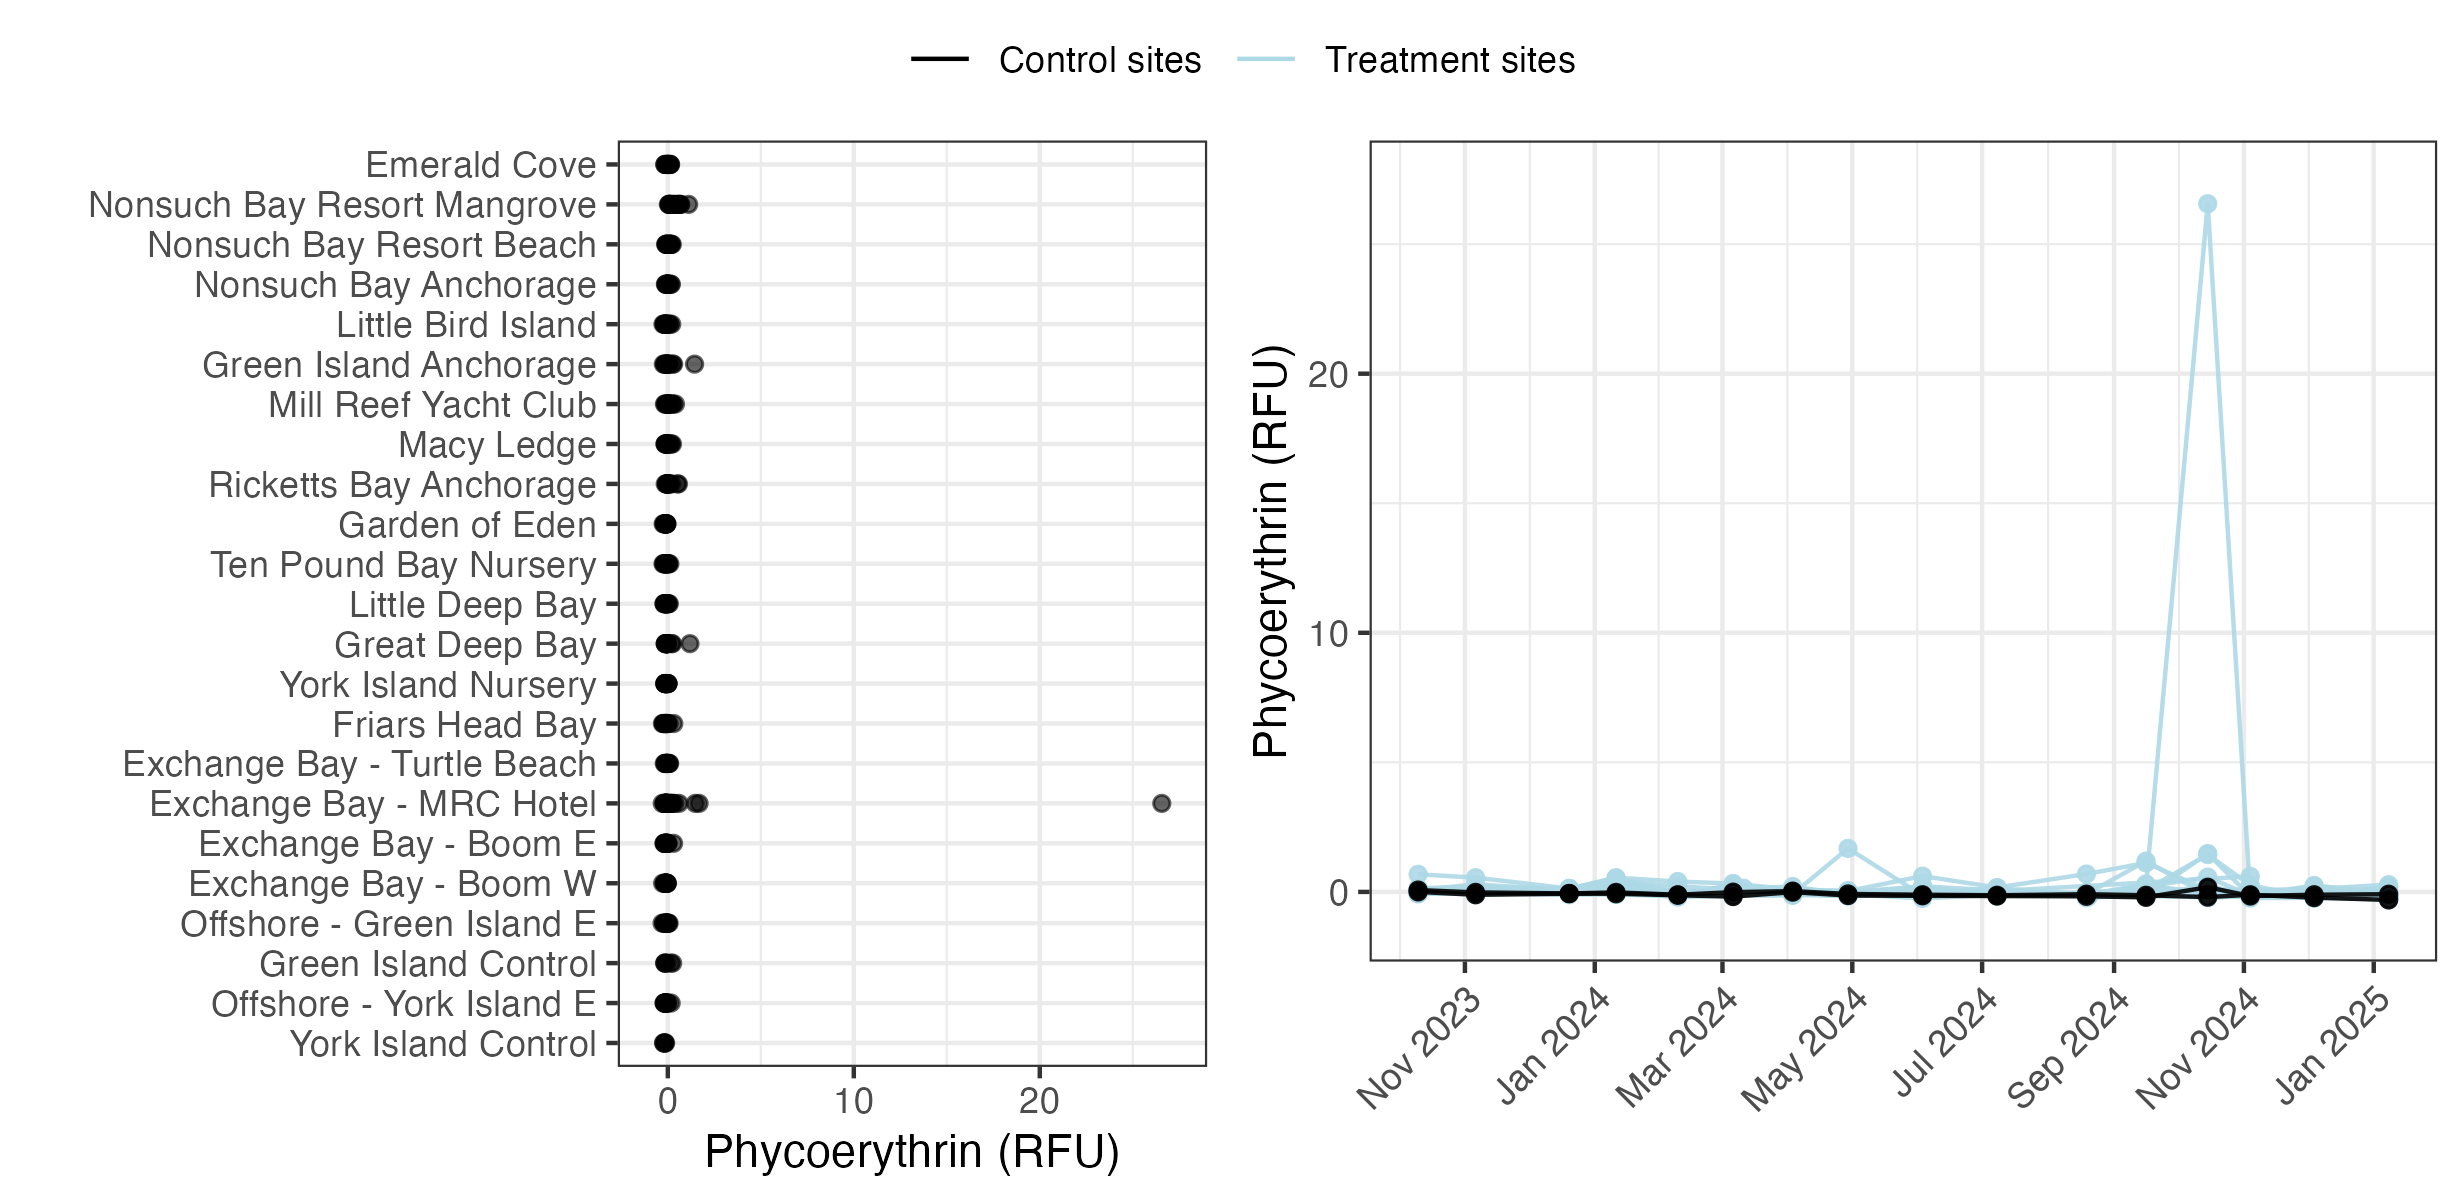 Control sites
Treatment sites
Emerald Cove
Nonsuch Bay Resort Mangrove
Nonsuch Bay Resort Beach
Nonsuch Bay Anchorage
Little Bird Island
Green Island Anchorage
Mill Reef Yacht Club
Macy Ledge
Ricketts Bay Anchorage
Garden of Eden
Ten Pound Bay Nursery
Little Deep Bay
Great Deep Bay
York Island Nursery
Friars Head Bay
Exchange Bay - Turtle Beach
Exchange Bay - MRC Hotel
Exchange Bay - Boom E
Exchange Bay - Boom W
Offshore - Green Island E
Green Island Control
Offshore - York Island E
York Island Control
0
10
20
Phycoerythrin (RFU)
Phycoerythrin (RFU)
20
10
0
Nov 2023
Jan 2024
Mar 2024
May 2024
Jul 2024
Sep 2024
Nov 2024
Jan 2025